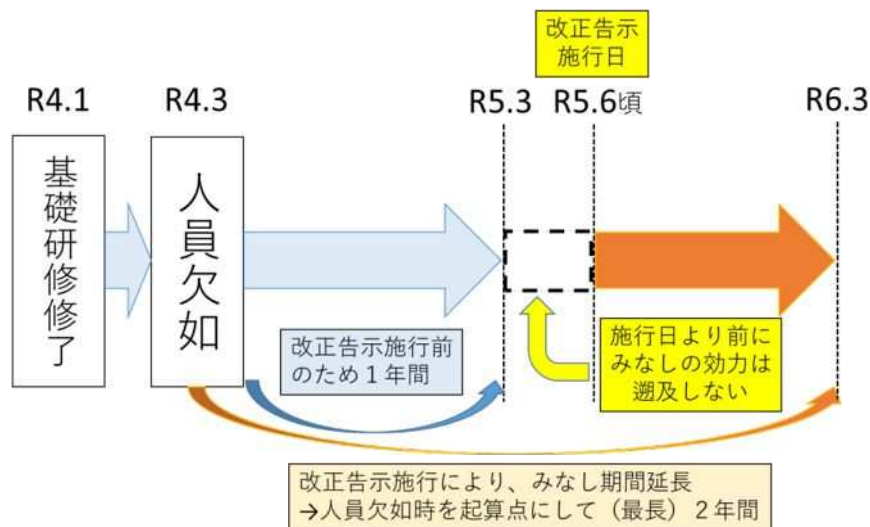 改正告示
施行日
R4.1
R4.3
R5.3
R5.6頃
R6.3
基礎研修修了
人員欠如
改正告示施行前
のため1年間
施行日より前に
みなしの効力は
遡及しない
改正告示施行により、みなし期間延長
→人員欠如時を起算点にして（最長）２年間